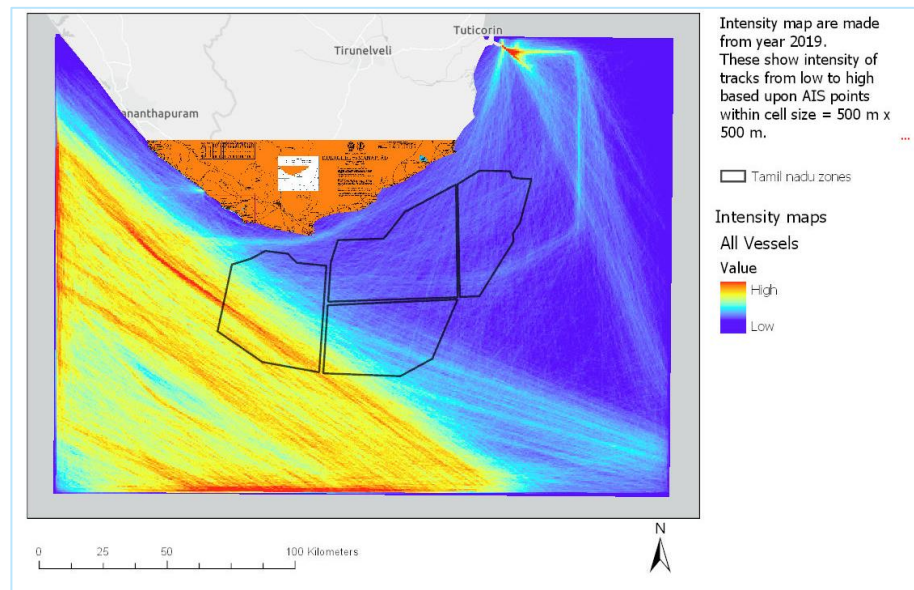 Tuticorin
Tirunelveli
ananthapuram
Intensity map are made
from year 2019.
These show intensity of
tracks from low to high
based upon AIS points
within cell size = 500 m x
500 m.
...
Tamil nadu zones
Intensity maps
All Vessels
Value
High
Low
N
0 25 50 100 Kilometers